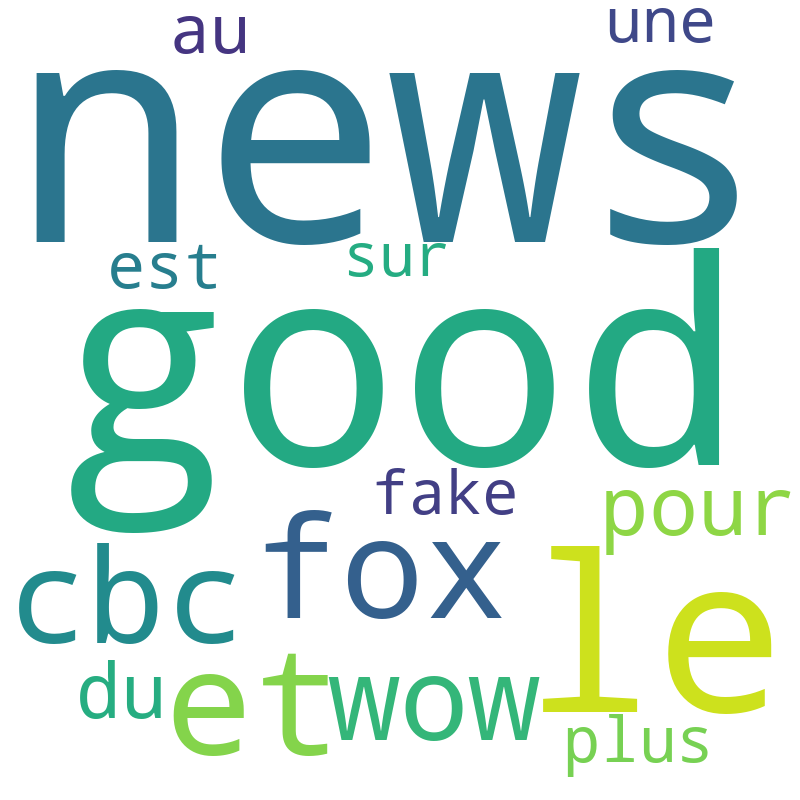 au une
news
est sur
good
fake
pour
fox
cbc
le
et wow
du
plus